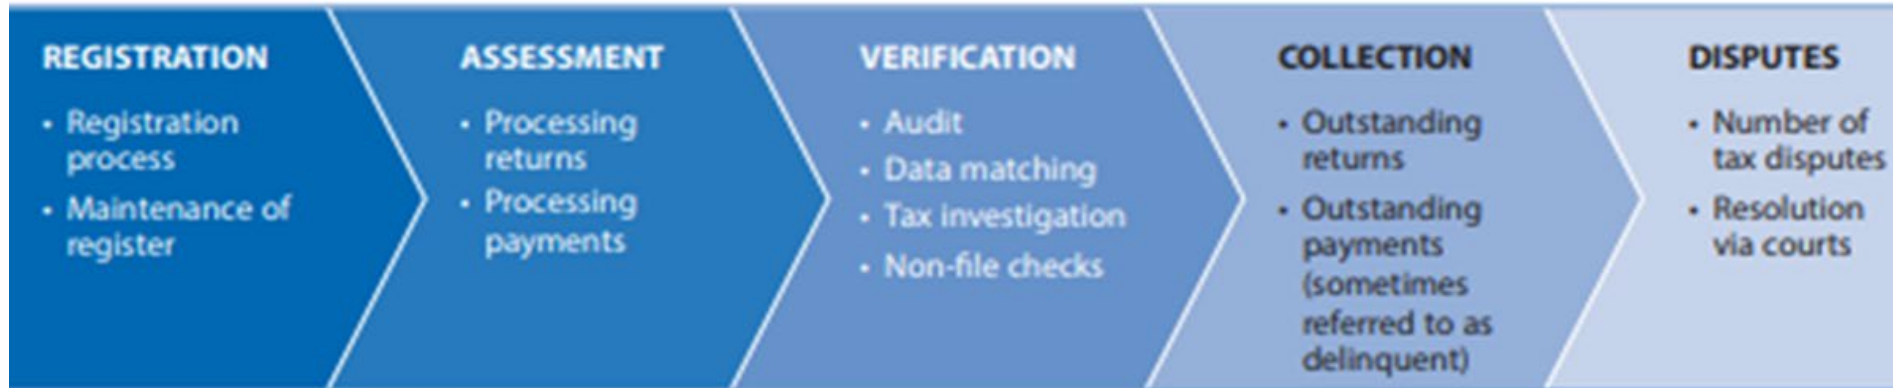 REGISTRATION
• Registration
process
• Maintenance of
register
ASSESSMENT
• Processing
returns
• Processing
payments
VERIFICATION
• Audit
• Data matching
• Tax investigation
• Non-file checks
COLLECTION
• Outstanding
returns
• Outstanding
payments
(sometimes
referred to as
delinquent)
DISPUTES
• Number of
tax disputes
• Resolution
via courts